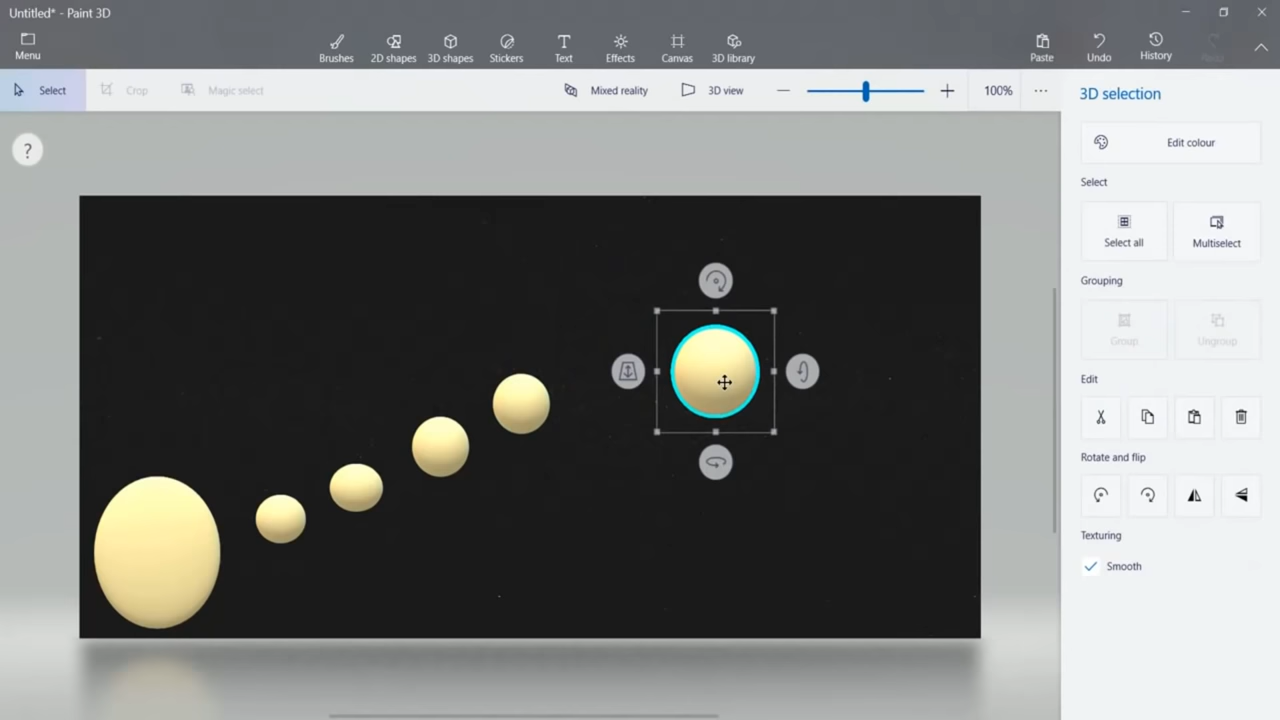 Untitled* - Paint 3D
Menu
Brushes
2D shapes
3D shapes
Stickers
Text
Effects
Canvas
3D library
Paste
Undo
History
Select
Crop
Magic select
Mixed reality
3D view
100%
?
3D selection
Edit colour
Select
Select all
Multiselect
Grouping
Group
Ungroup
Edit
Rotate and flip
Texturing
Smooth